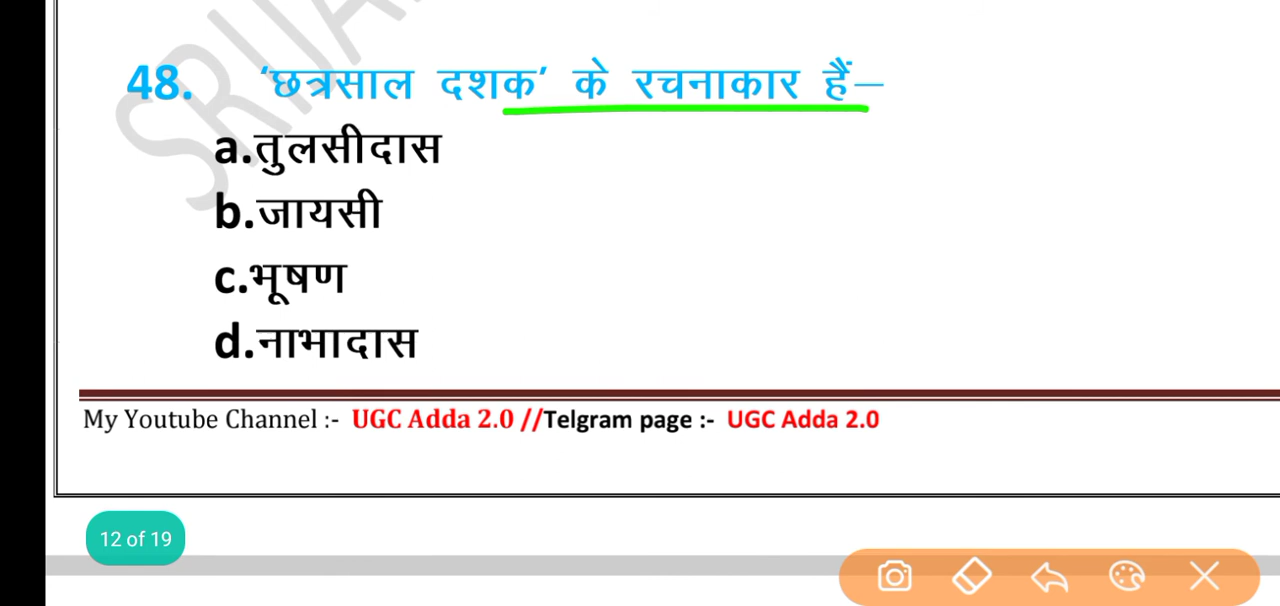 48. ‘छत्रसाल दशक’ के रचनाकार हैं–
a.तुलसीदास
b.जायसी
c.भूषण
d.नाभादास
My Youtube Channel :- UGC Adda 2.0 //Telgram page :- UGC Adda 2.0
12 of 19